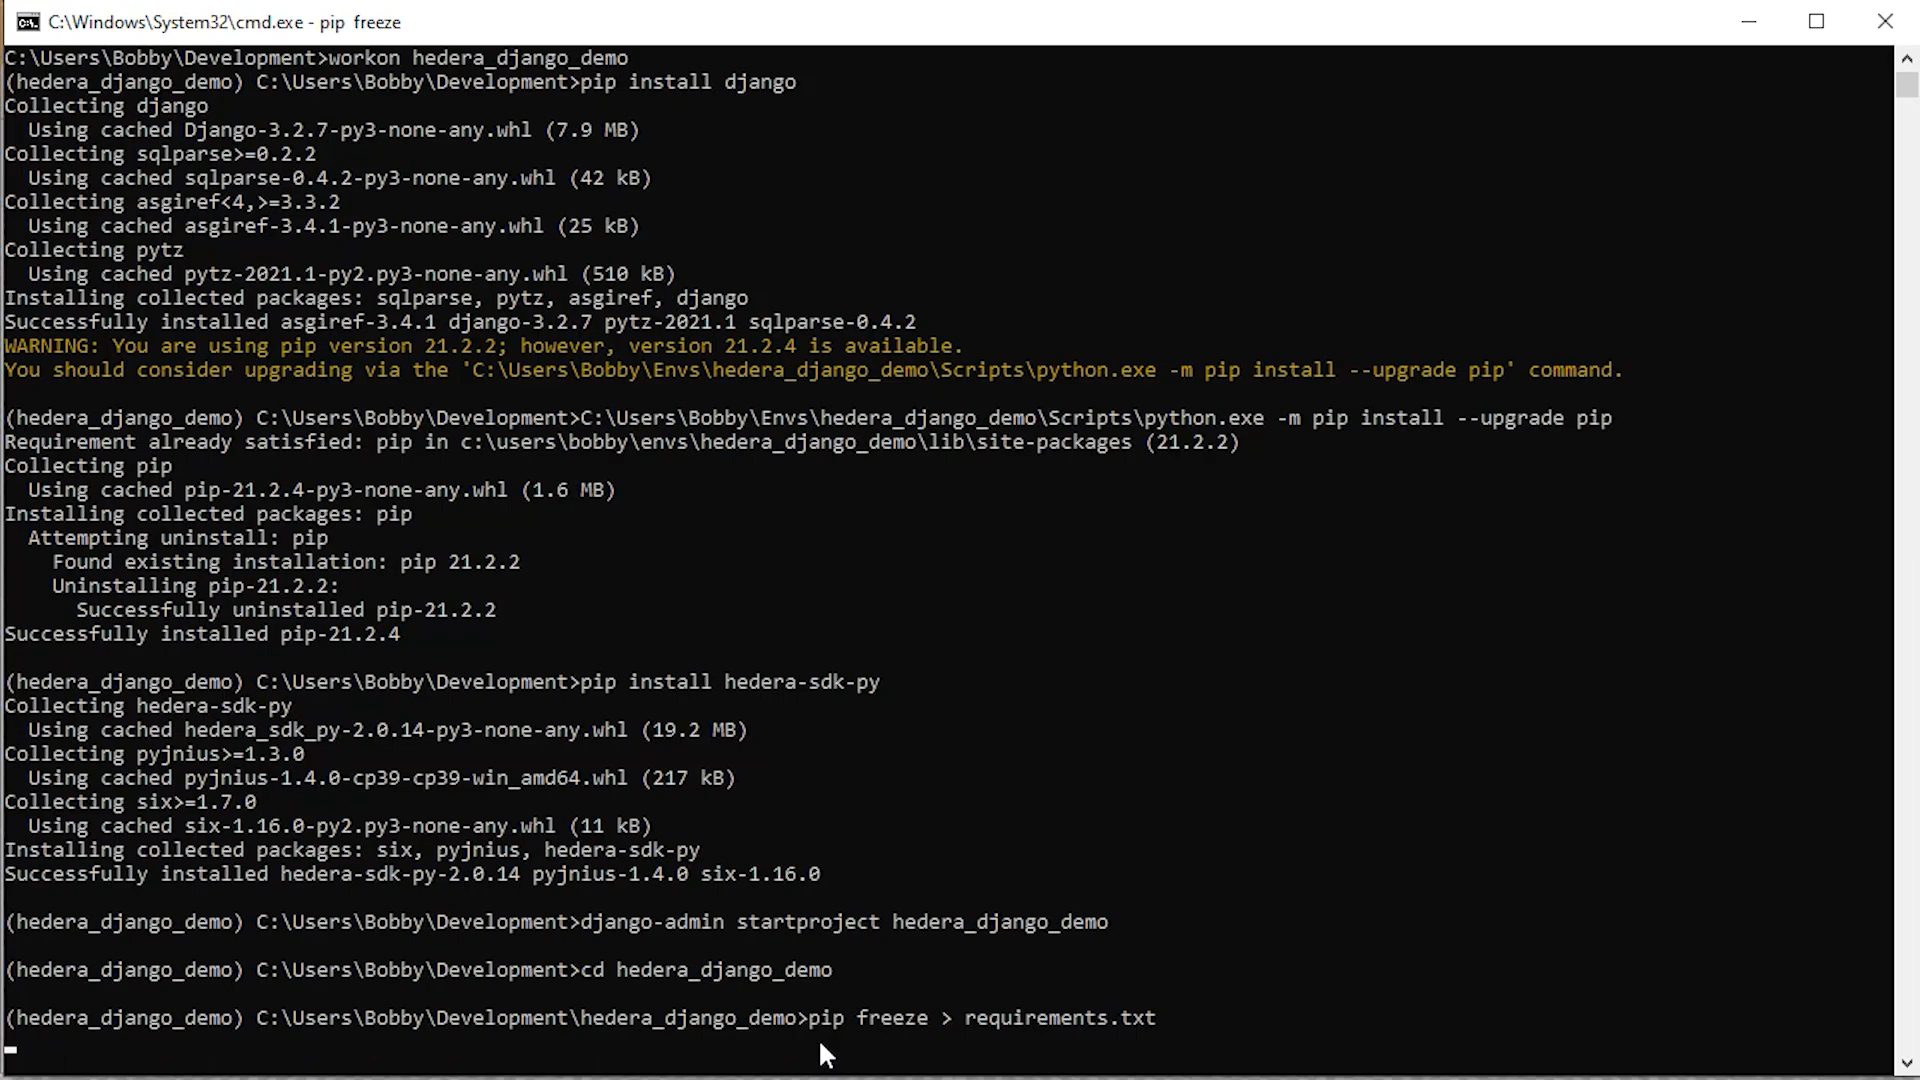 C:\Windows\System32\cmd.exe - pip  freeze
C:\Users\Bobby\Development>workon hedera_django_demo
(hedera_django_demo) C:\Users\Bobby\Development>pip install django
Collecting django
  Using cached Django-3.2.7-py3-none-any.whl (7.9 MB)
Collecting sqlparse>=0.2.2
  Using cached sqlparse-0.4.2-py3-none-any.whl (42 kB)
Collecting asgiref<4,>=3.3.2
  Using cached asgiref-3.4.1-py3-none-any.whl (25 kB)
Collecting pytz
  Using cached pytz-2021.1-py2.py3-none-any.whl (510 kB)
Installing collected packages: sqlparse, pytz, asgiref, django
Successfully installed asgiref-3.4.1 django-3.2.7 pytz-2021.1 sqlparse-0.4.2
WARNING: You are using pip version 21.2.2; however, version 21.2.4 is available.
You should consider upgrading via the 'C:\Users\Bobby\Envs\hedera_django_demo\Scripts\python.exe -m pip install --upgrade pip' command.
(hedera_django_demo) C:\Users\Bobby\Development>C:\Users\Bobby\Envs\hedera_django_demo\Scripts\python.exe -m pip install --upgrade pip
Requirement already satisfied: pip in c:\users\bobby\envs\hedera_django_demo\lib\site-packages (21.2.2)
Collecting pip
  Using cached pip-21.2.4-py3-none-any.whl (1.6 MB)
Installing collected packages: pip
  Attempting uninstall: pip
    Found existing installation: pip 21.2.2
    Uninstalling pip-21.2.2:
      Successfully uninstalled pip-21.2.2
Successfully installed pip-21.2.4
(hedera_django_demo) C:\Users\Bobby\Development>pip install hedera-sdk-py
Collecting hedera-sdk-py
  Using cached hedera_sdk_py-2.0.14-py3-none-any.whl (19.2 MB)
Collecting pyjnius>=1.3.0
  Using cached pyjnius-1.4.0-cp39-cp39-win_amd64.whl (217 kB)
Collecting six>=1.7.0
  Using cached six-1.16.0-py2.py3-none-any.whl (11 kB)
Installing collected packages: six, pyjnius, hedera-sdk-py
Successfully installed hedera-sdk-py-2.0.14 pyjnius-1.4.0 six-1.16.0
(hedera_django_demo) C:\Users\Bobby\Development>django-admin startproject hedera_django_demo
(hedera_django_demo) C:\Users\Bobby\Development>cd hedera_django_demo
(hedera_django_demo) C:\Users\Bobby\Development\hedera_django_demo>pip freeze > requirements.txt